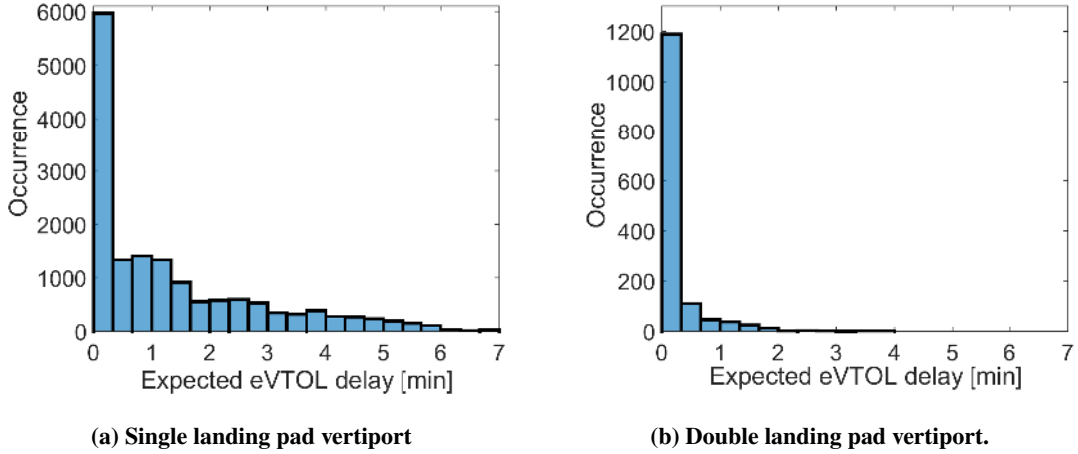 6000
5000
4000
3000
2000
1000
0
Occurrence
0 1 2 3 4 5 6 7
Expected eVTOL delay [min]
(a) Single landing pad vertiport
1200
1000
800
600
400
200
0
Occurrence
0 1 2 3 4 5 6 7
Expected eVTOL delay [min]
(b) Double landing pad vertiport.